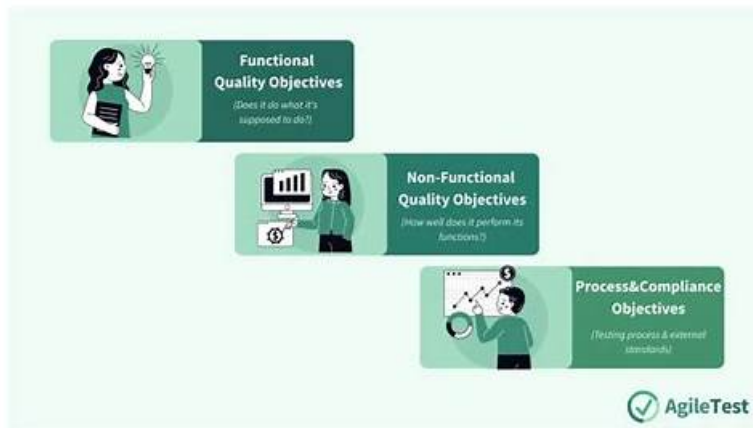 Functional
Quality Objectives
(Does it do what it's
supposed to do?)
Non-Functional
Quality Objectives
(How well does it perform its
functions?)
Process&Compliance
Objectives
(Testing process & external
standards)
AgileTest